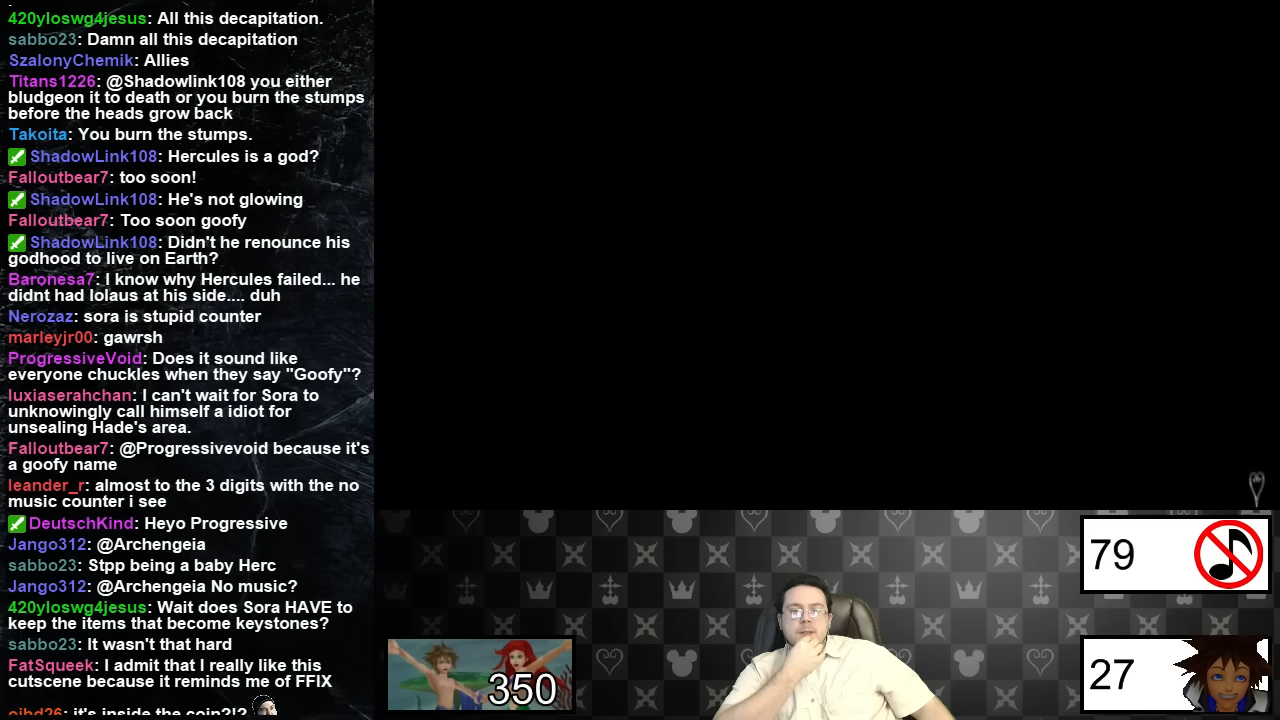 420yloswg4jesus: All this decapitation.
sabbo23: Damn all this decapitation
SzalonyChemik: Allies
Titans1226: @Shadowlink108 you either
bludgeon it to death or you burn the stumps
before the heads grow back
Takoita: You burn the stumps.
ShadowLink108: Hercules is a god?
Falloutbear7: too soon!
ShadowLink108: He's not glowing
Falloutbear7: Too soon goofy
ShadowLink108: Didn't he renounce his
godhood to live on Earth?
Baronesa7: I know why Hercules failed... he
didnt had Iolaus at his side.... duh
Nerozaz: sora is stupid counter
marleyjr00: gawrsh
ProgressiveVoid: Does it sound like
everyone chuckles when they say "Goofy"?
luxiaserahchan: I can't wait for Sora to
unknowingly call himself a idiot for
unsealing Hade's area.
Falloutbear7: @Progressivevoid because it's
a goofy name
leander_r: almost to the 3 digits with the no
music counter i see
DeutschKind: Heyo Progressive
Jango312: @Archengeia
sabbo23: Stpp being a baby Herc
Jango312: @Archengeia No music?
420yloswg4jesus: Wait does Sora HAVE to
keep the items that become keystones?
sabbo23: It wasn't that hard
FatSqueek: I admit that I really like this
cutscene because it reminds me of FFIX
oibd26: it's inside the coin?!?
79
350
27